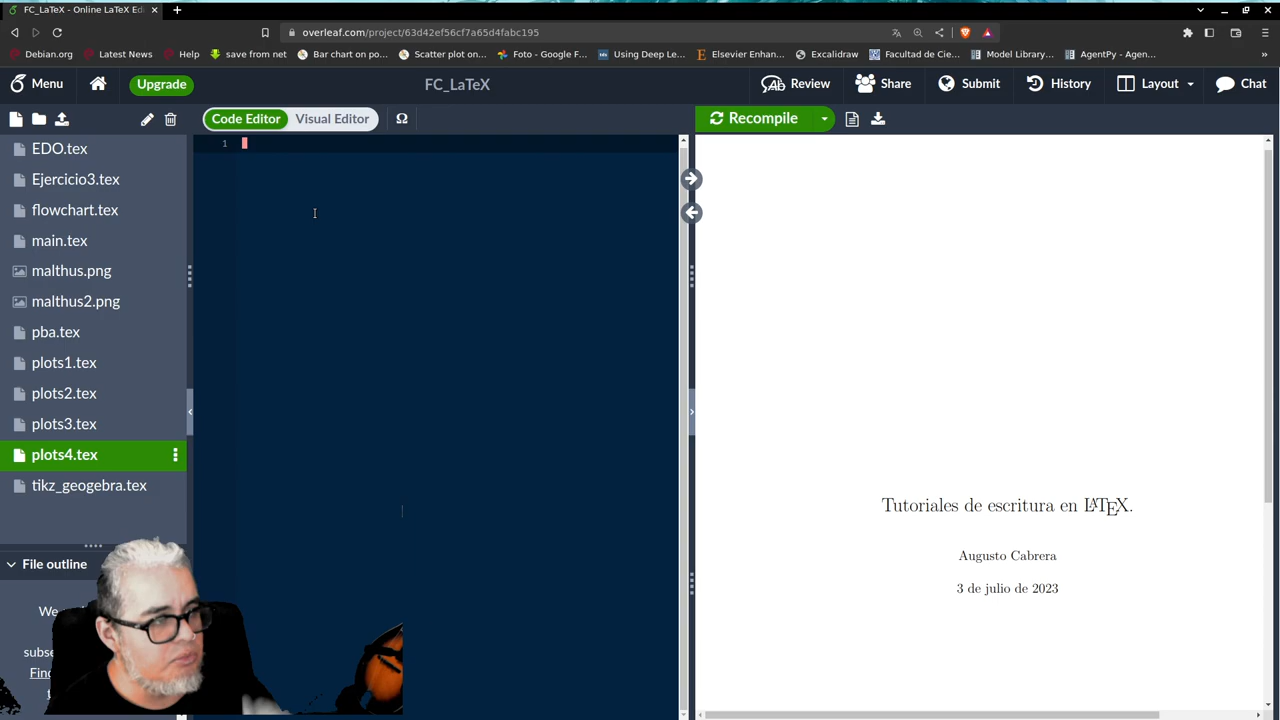 FC_LaTeX - Online LaTeX Ed
overleaf.com/project/63d42ef56cf7a65d4fabc195
Debian.org
Latest News
Help
save from net
Bar chart on po...
Scatter plot on...
Foto - Google F...
Using Deep Le...
Elsevier Enhan...
Excalidraw
Facultad de Cie...
Model Library...
AgentPy - Agen...
Menu
Upgrade
FC_LaTeX
Review
Share
Submit
History
Layout
Chat
Code Editor
Visual Editor
Ω
Recompile
EDO.tex
Ejercicio3.tex
flowchart.tex
main.tex
malthus.png
malthus2.png
pba.tex
plots1.tex
plots2.tex
plots3.tex
plots4.tex
tikz_geogebra.tex
File outline
We
subse
Find
1
Tutoriales de escritura en LATEX.
Augusto Cabrera
3 de julio de 2023